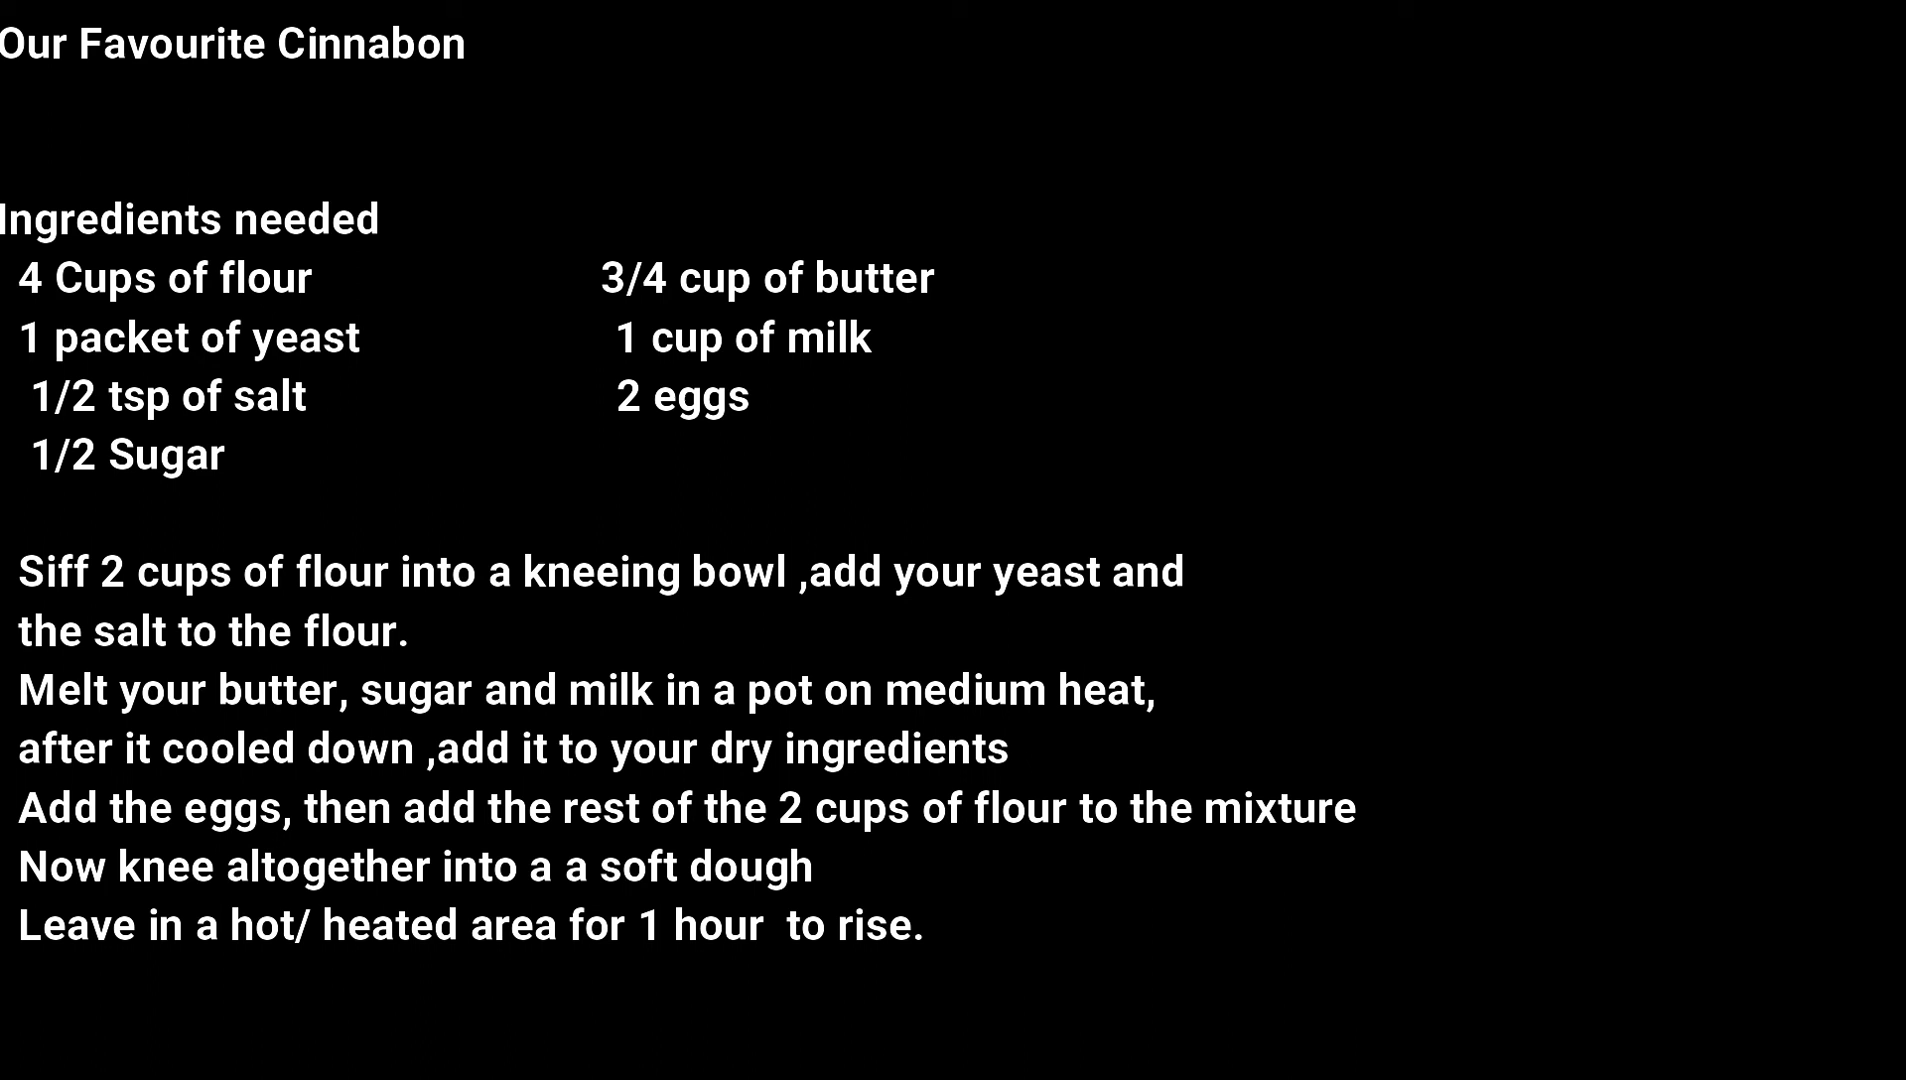 Our Favourite Cinnabon
Ingredients needed
4 Cups of flour 3/4 cup of butter
1 packet of yeast 1 cup of milk
1/2 tsp of salt 2 eggs
1/2 Sugar
Siff 2 cups of flour into a kneeing bowl ,add your yeast and
the salt to the flour.
Melt your butter, sugar and milk in a pot on medium heat,
after it cooled down ,add it to your dry ingredients
Add the eggs, then add the rest of the 2 cups of flour to the mixture
Now knee altogether into a a soft dough
Leave in a hot/ heated area for 1 hour  to rise.